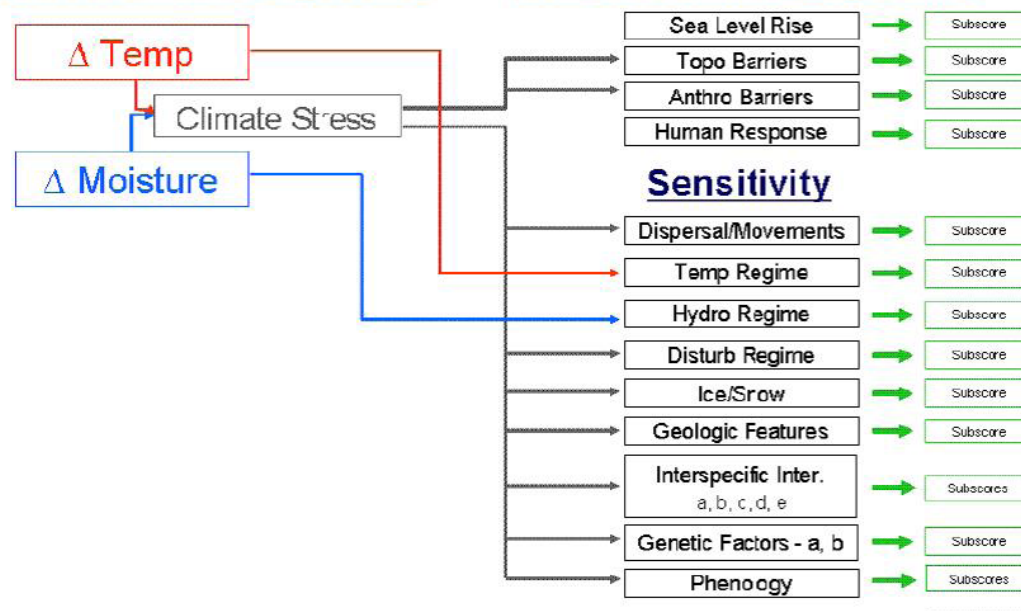 Δ Temp
Climate Stress
Δ Moisture
Sea Level Rise
Subscore
Topo Barriers
Subscore
Anthro Barriers
Subscore
Human Response
Subscore
Sensitivity
Dispersal/Movements
Subscore
Temp Regime
Subscore
Hydro Regime
Subscore
Disturb Regime
Subscore
Ice/Snow
Subscore
Geologic Features
Subscore
Interspecific Inter.
a, b, c, d, e
Subscores
Genetic Factors - a, b
Subscore
Phenoogy
Subscores